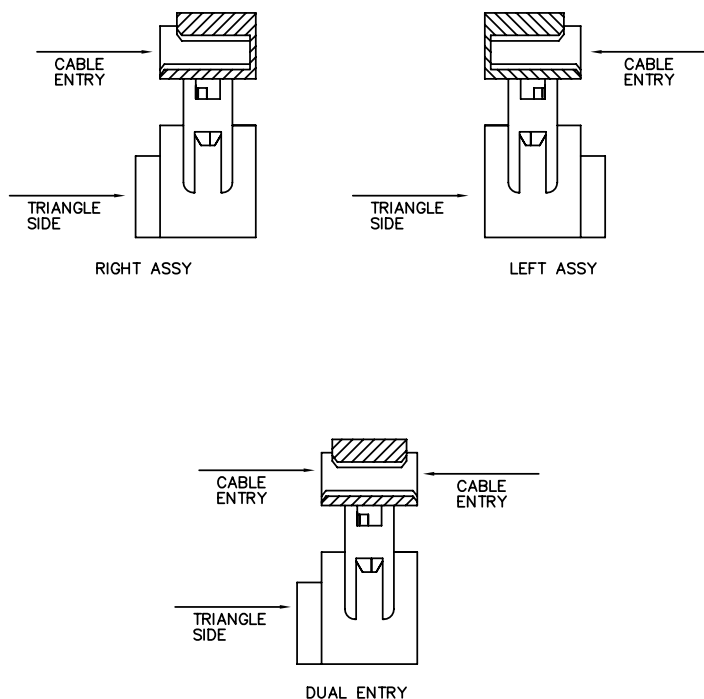 CABLE
ENTRY
CABLE
ENTRY
TRIANGLE
SIDE
TRIANGLE
SIDE
RIGHT ASSY
LEFT ASSY
CABLE
ENTRY
CABLE
ENTRY
TRIANGLE
SIDE
DUAL ENTRY